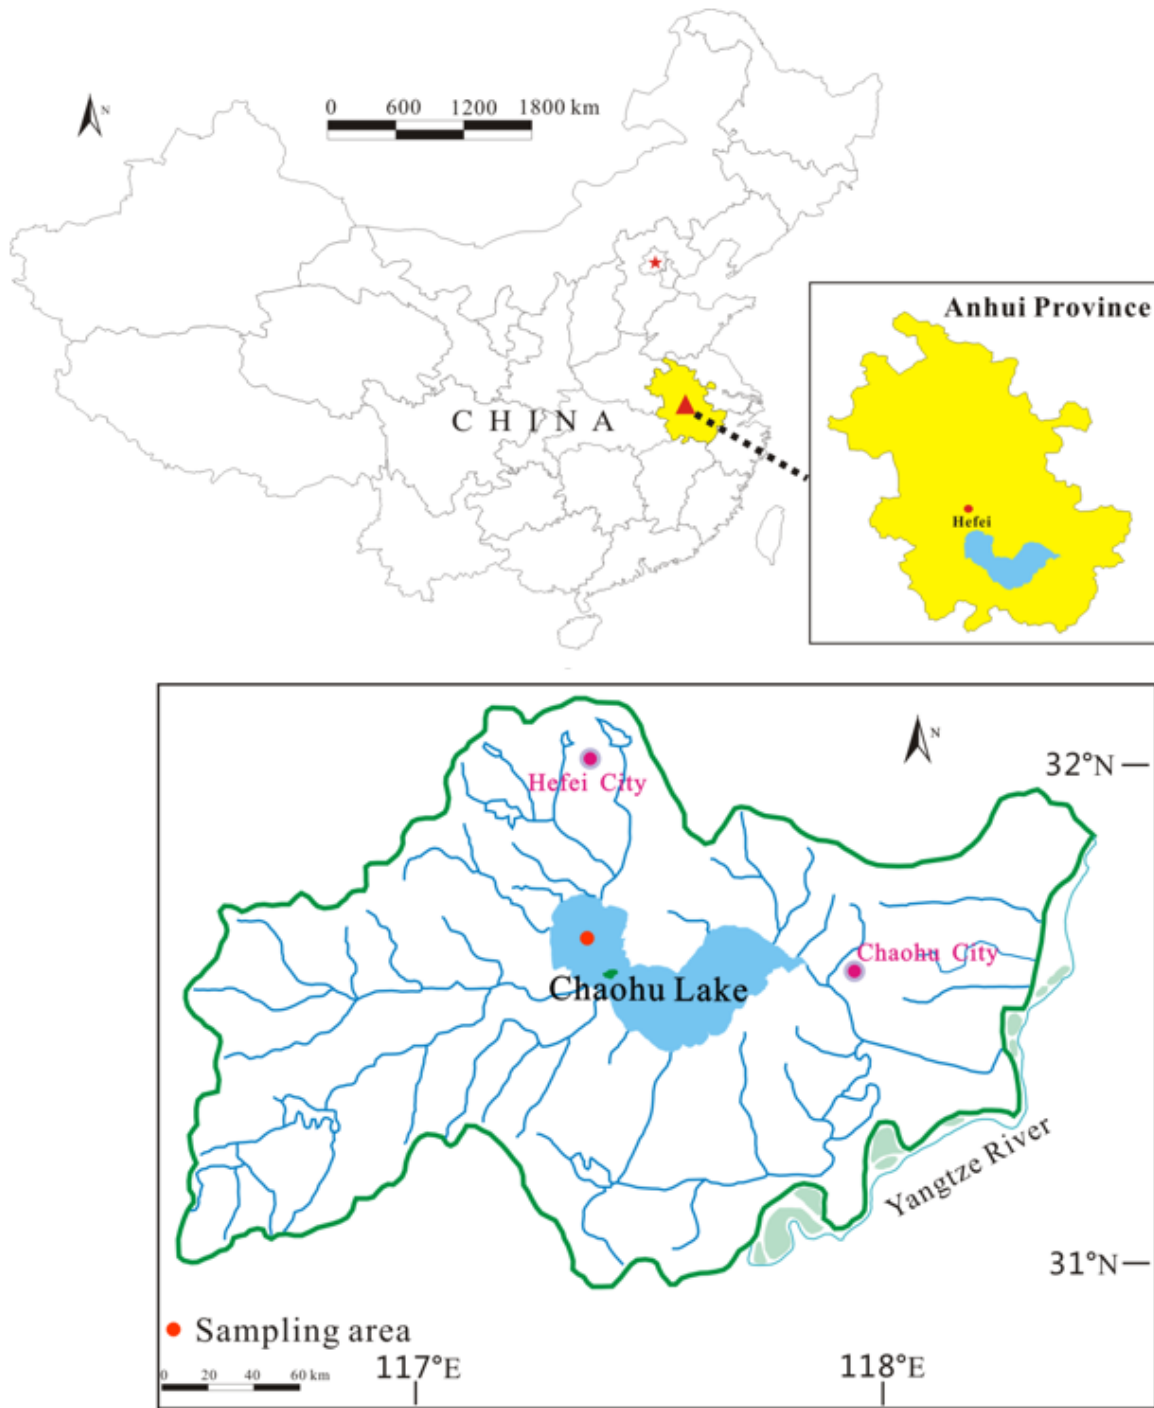 N
0 600 1200 1800 km
CHINA
Anhui Province
Hefei
N
32°N
Hefei City
Chaohu City
Chaohu Lake
Yangtze River
31°N
Sampling area
0 20 40 60 km
117°E
118°E